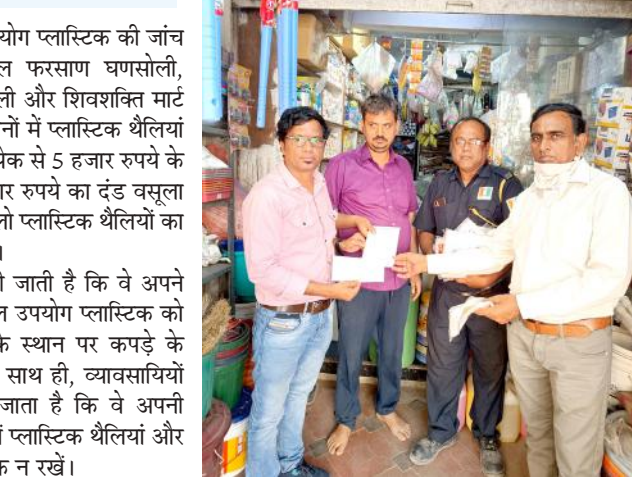 योग प्लास्टिक की जांच
फरसाण घणसोली,
और शिवशक्ति मार्ट
में प्लास्टिक थैलियां
से 5 हजार रुपये के
रुपये का दंड वसूला
प्लास्टिक थैलियों का
।
जाती है कि वे अपने
उपयोग प्लास्टिक को
स्थान पर कपड़े के
साथ ही, व्यावसायियों
जाता है कि वे अपनी
प्लास्टिक थैलियां और
न रखें।